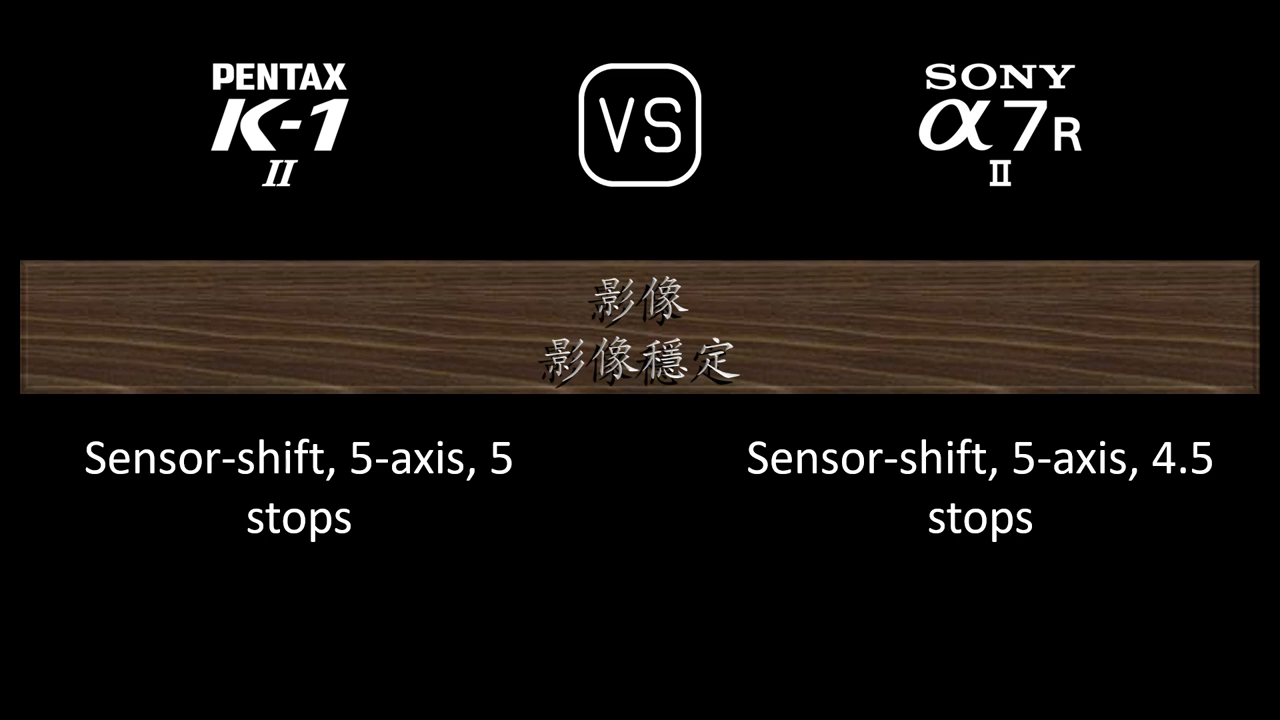 PENTAX
K-1
II
VS
SONY
α7R
II
影像
影像穩定
Sensor-shift, 5-axis, 5
stops
Sensor-shift, 5-axis, 4.5
stops